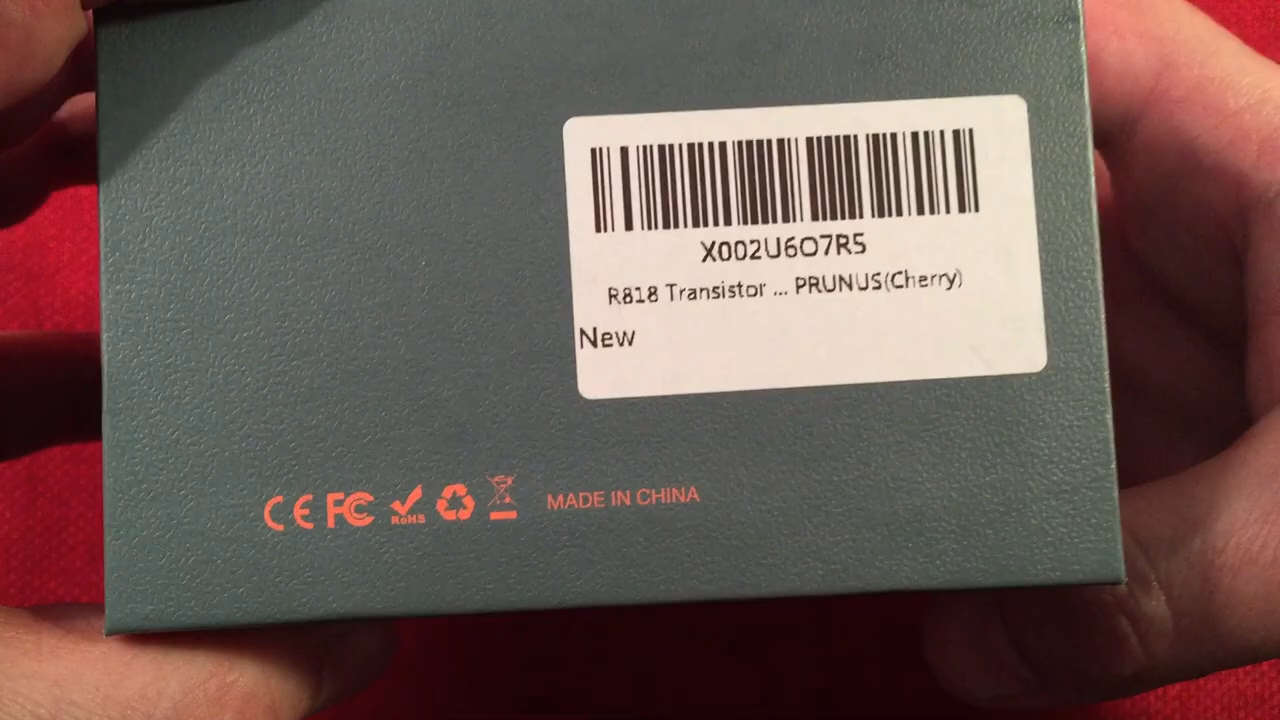 X002U6O7R5
R818 Transistor ... PRUNUS(Cherry)
New
CE FC RoHS MADE IN CHINA